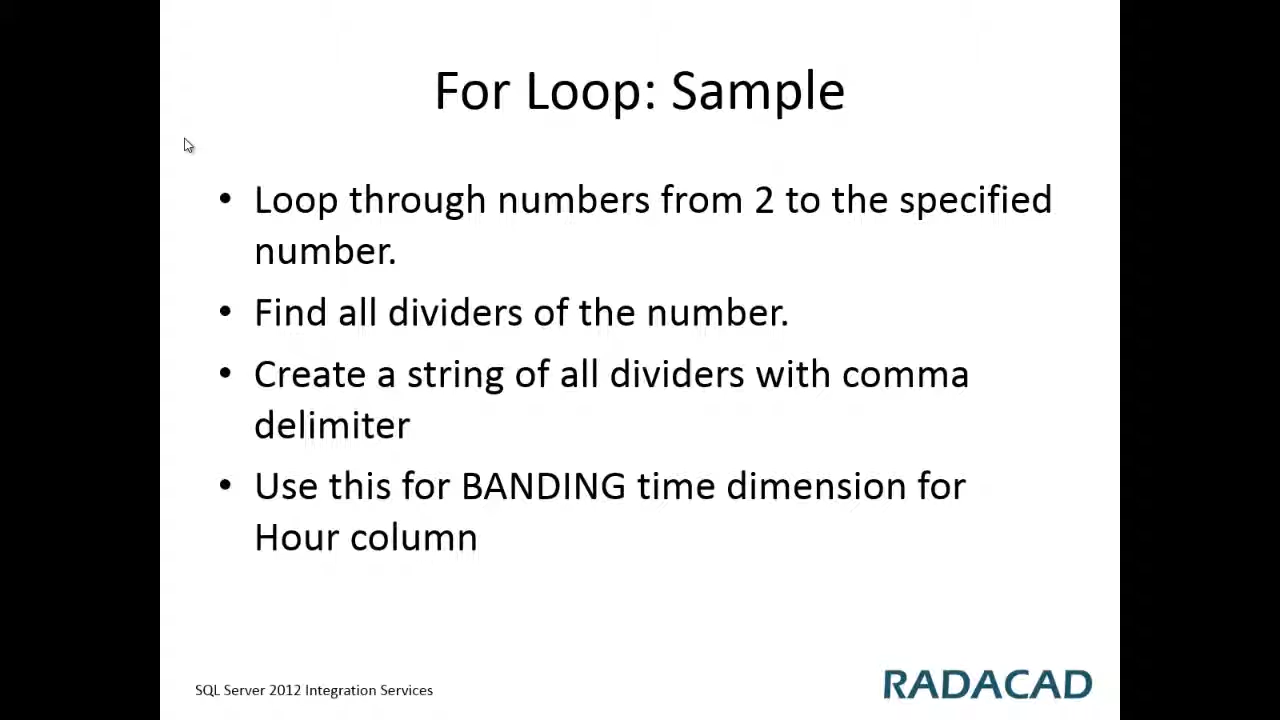 For Loop: Sample
• Loop through numbers from 2 to the specified
number.
• Find all dividers of the number.
• Create a string of all dividers with comma
delimiter
• Use this for BANDING time dimension for
Hour column
SQL Server 2012 Integration Services
RADACAD